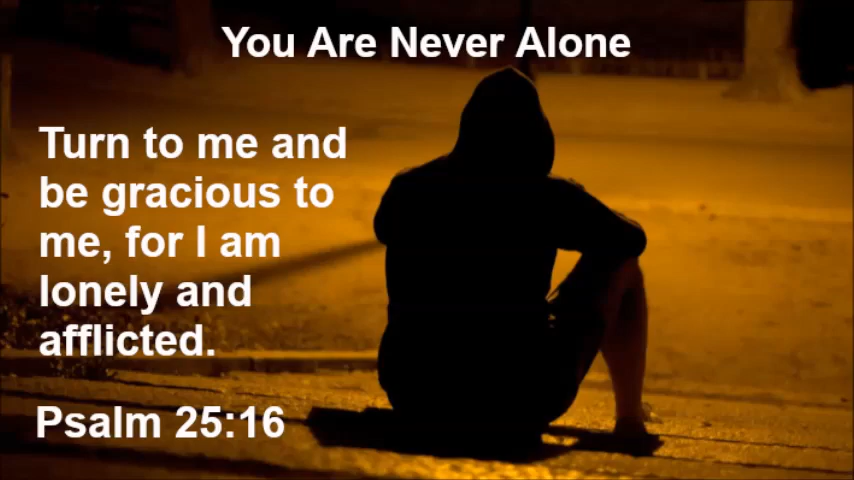 You Are Never Alone
Turn to me and
be gracious to
me, for I am
lonely and
afflicted.
Psalm 25:16